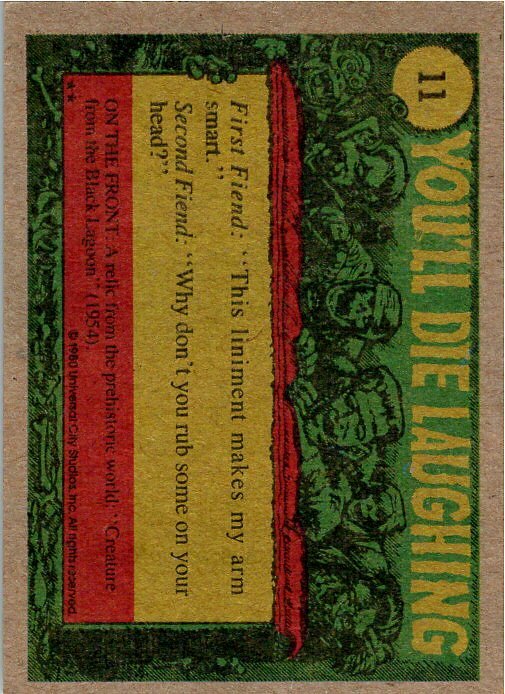 11
YOU'LL DIE LAUGHING
First Fiend: "This liniment makes my arm
smart."
Second Fiend: "Why don't you rub some on your
head?"
ON THE FRONT: A relic from the prehistoric world; "Creature
from the Black Lagoon" (1954).
** © 1980 Universal City Studios, Inc. All rights reserved.